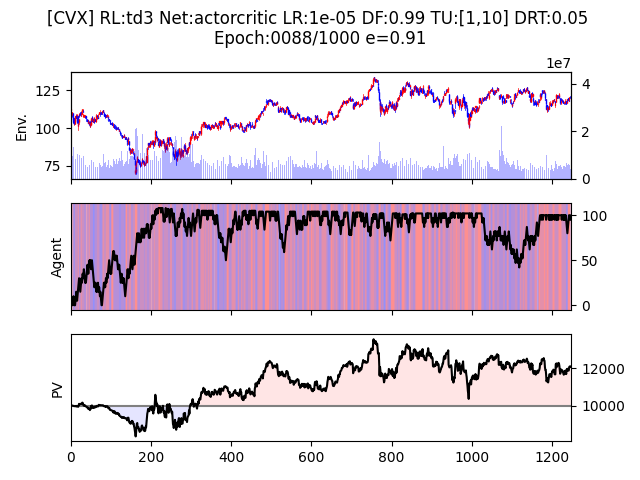 [CVX] RL:td3 Net:actorcritic LR:1e-05 DF:0.99 TU:[1,10] DRT:0.05
Epoch:0088/1000 e=0.91
1e7
125
100
75
Env.
4
2
0
Agent
100
50
0
PV
12000
10000
0 200 400 600 800 1000 1200